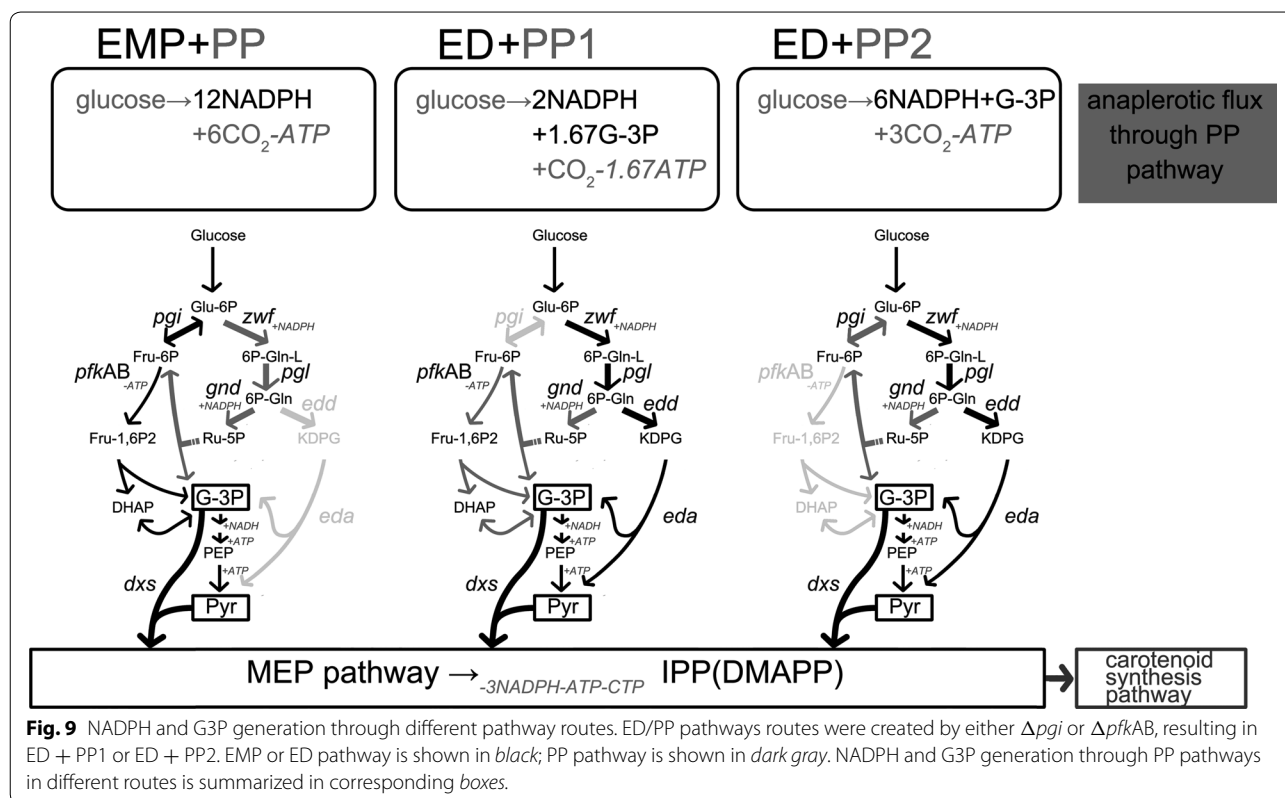 EMP+PP
glucose→12NADPH
+6CO2-ATP
ED+PP1
glucose→2NADPH
+1.67G-3P
+CO2-1.67ATP
ED+PP2
glucose→6NADPH+G-3P
+3CO2-ATP
anaplerotic flux
through PP
pathway
Glucose
Glu-6P
pgi
zwf
+NADPH
Fru-6P
6P-Gln-L
pfkAB
-ATP
pgl
gnd
+NADPH
6P-Gln
edd
Fru-1,6P2
Ru-5P
KDPG
G-3P
DHAP
+NADH
+ATP
eda
PEP
+ATP
dxs
Pyr
Glucose
Glu-6P
pgi
zwf
+NADPH
Fru-6P
6P-Gln-L
pfkAB
-ATP
pgl
gnd
+NADPH
6P-Gln
edd
Fru-1,6P2
Ru-5P
KDPG
G-3P
DHAP
+NADH
+ATP
eda
PEP
+ATP
dxs
Pyr
Glucose
Glu-6P
pgi
zwf
+NADPH
Fru-6P
6P-Gln-L
pfkAB
-ATP
pgl
gnd
+NADPH
6P-Gln
edd
Fru-1,6P2
Ru-5P
KDPG
G-3P
DHAP
+NADH
+ATP
eda
PEP
+ATP
dxs
Pyr
MEP pathway → -3NADPH-ATP-CTP IPP(DMAPP)
carotenoid
synthesis
pathway
Fig. 9 NADPH and G3P generation through different pathway routes. ED/PP pathways routes were created by either Δpgi or ΔpfkAB, resulting in
ED + PP1 or ED + PP2. EMP or ED pathway is shown in black; PP pathway is shown in dark gray. NADPH and G3P generation through PP pathways
in different routes is summarized in corresponding boxes.